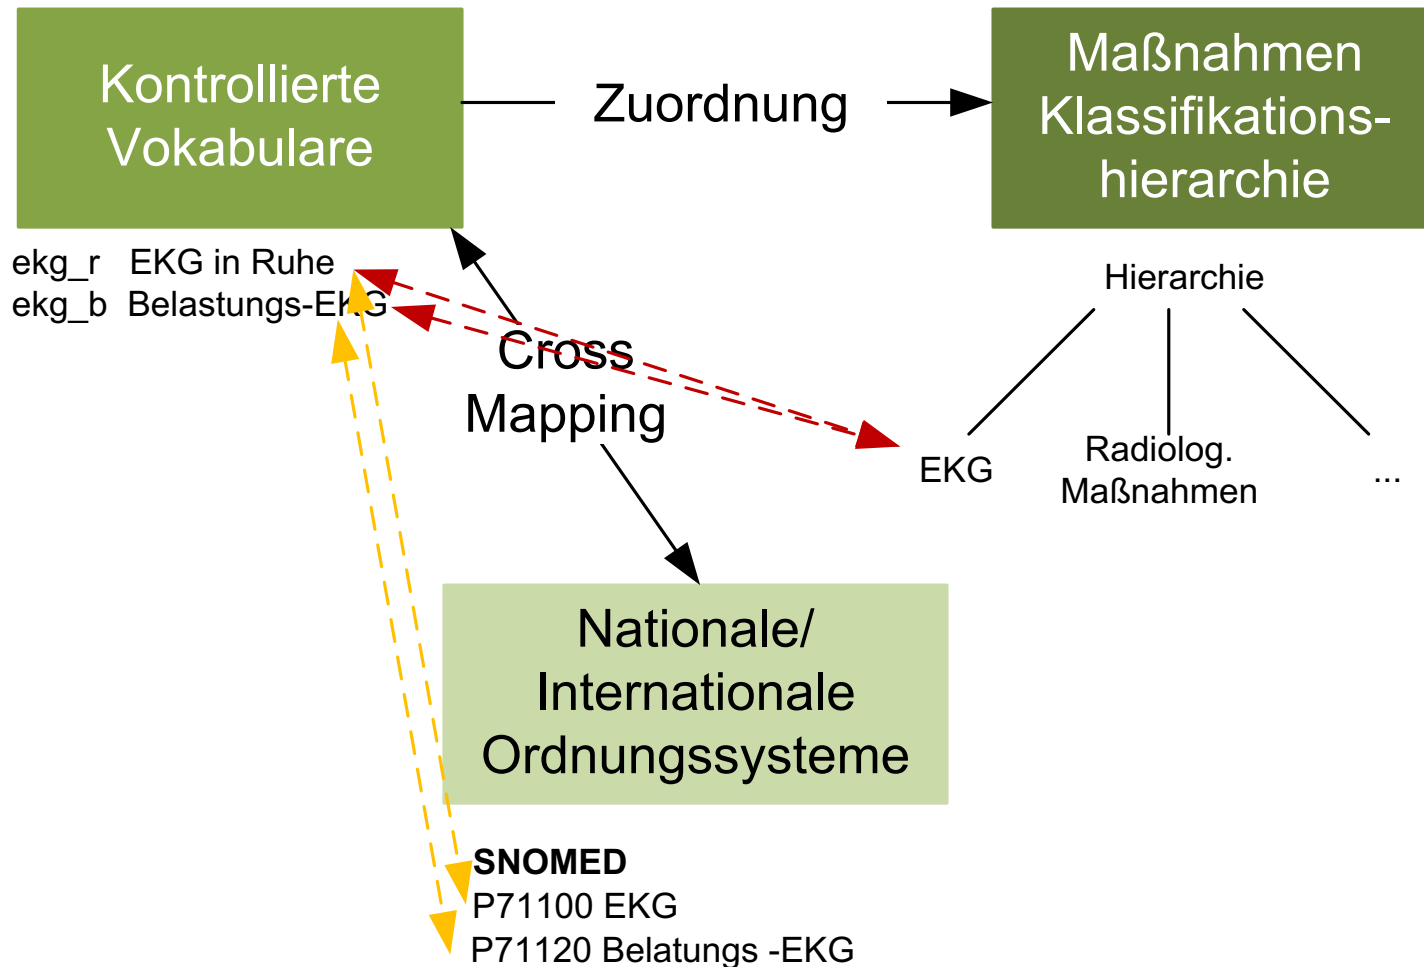 Kontrollierte
Vokabulare
Zuordnung
Maßnahmen
Klassifikations-
hierarchie
ekg_r EKG in Ruhe
ekg_b Belastungs-EKG
Cross
Mapping
Hierarchie
EKG
Radiolog.
Maßnahmen
...
Nationale/
Internationale
Ordnungssysteme
SNOMED
P71100 EKG
P71120 Belatungs -EKG